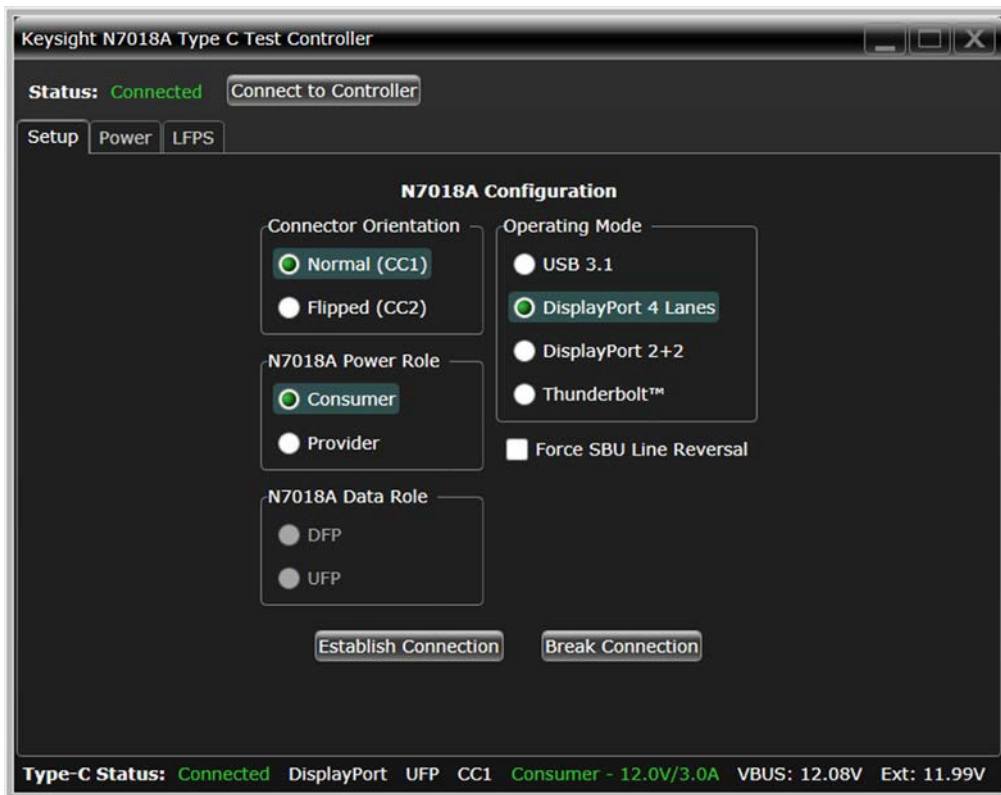 Keysight N7018A Type C Test Controller
Status: Connected Connect to Controller
Setup Power LFPS
N7018A Configuration
Connector Orientation
Normal (CC1)
Flipped (CC2)
N7018A Power Role
Consumer
Provider
N7018A Data Role
DFP
UFP
Operating Mode
USB 3.1
DisplayPort 4 Lanes
DisplayPort 2+2
Thunderbolt™
Force SBU Line Reversal
Establish Connection Break Connection
Type-C Status: Connected DisplayPort UFP CC1 Consumer - 12.0V/3.0A VBUS: 12.08V Ext: 11.99V